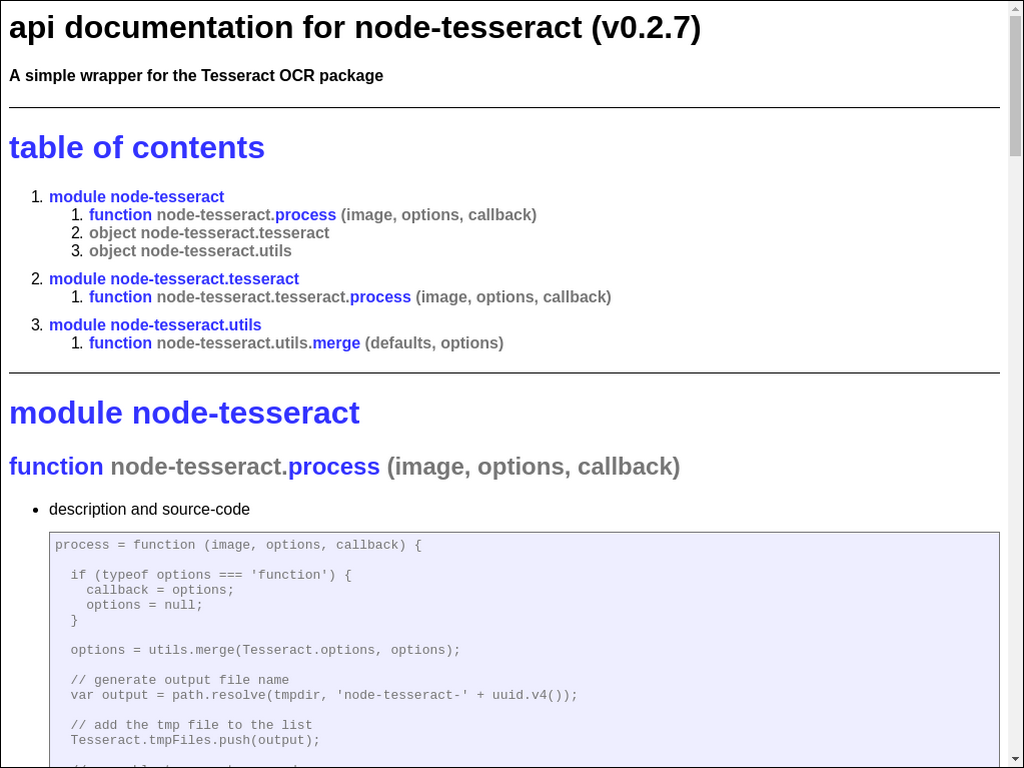 api documentation for node-tesseract (v0.2.7)
A simple wrapper for the Tesseract OCR package
table of contents
1. module node-tesseract
1. function node-tesseract.process (image, options, callback)
2. object node-tesseract.tesseract
3. object node-tesseract.utils
2. module node-tesseract.tesseract
1. function node-tesseract.tesseract.process (image, options, callback)
3. module node-tesseract.utils
1. function node-tesseract.utils.merge (defaults, options)
module node-tesseract
function node-tesseract.process (image, options, callback)
• description and source-code
process = function (image, options, callback) {
if (typeof options === 'function') {
callback = options;
options = null;
}
options = utils.merge(Tesseract.options, options);
// generate output file name
var output = path.resolve(tmpdir, 'node-tesseract-' + uuid.v4());
// add the tmp file to the list
Tesseract.tmpFiles.push(output);